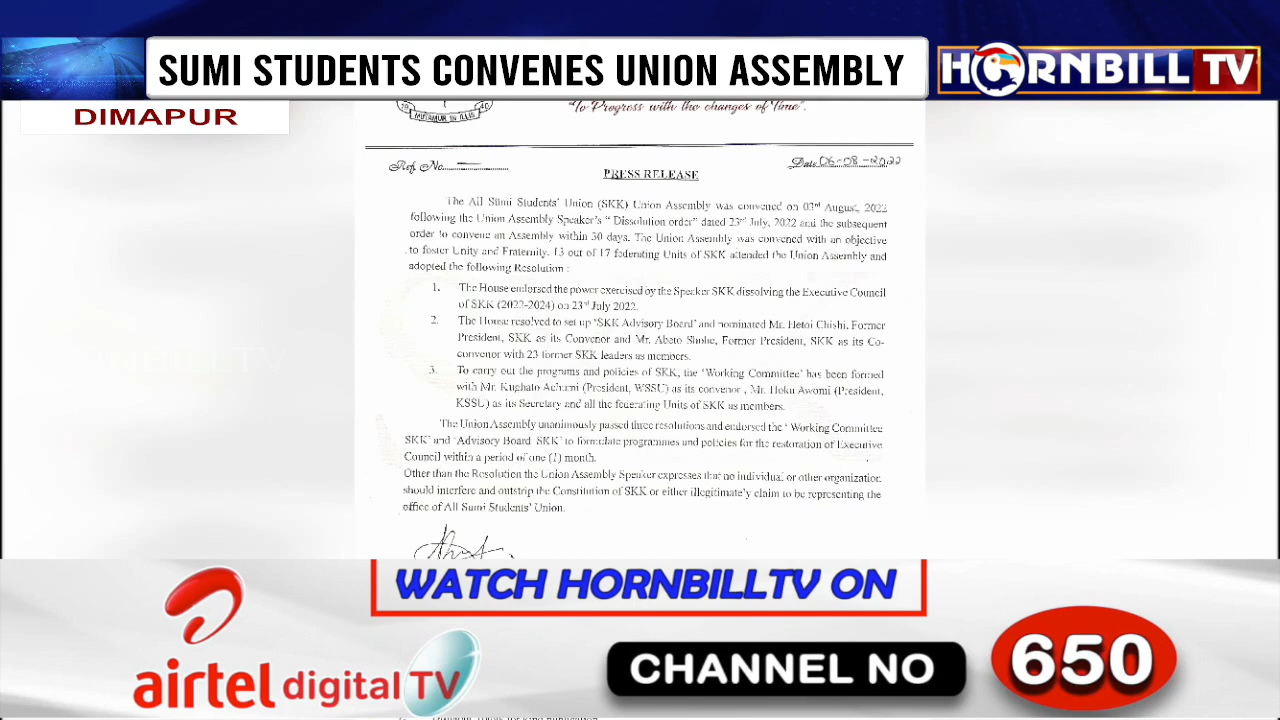 SUMI STUDENTS CONVENES UNION ASSEMBLY
HORNBILL TV
DIMAPUR
"To Progress with the changes of Time".
Ref. No.
Date 06-08-2022
PRESS RELEASE
The All Sumi Students' Union (SKK) Union Assembly was convened on 03rd August, 2022
following the Union Assembly Speaker's " Dissolution order" dated 23rd July, 2022 and the subsequent
order to convene an Assembly within 30 days. The Union Assembly was convened with an objective
to foster Unity and Fraternity. 13 out of 17 federating Units of SKK attended the Union Assembly and
adopted the following Resolution :
1. The House endorsed the power exercised by the Speaker SKK dissolving the Executive Council
of SKK (2022-2024) on 23rd July 2022.
2. The House resolved to set up 'SKK Advisory Board' and nominated Mr. Hetoi Chishi, Former
President, SKK as its Convenor and Mr. Abeto Shohe, Former President, SKK as its Co-
convenor with 23 former SKK leaders as members.
3. To carry out the programs and policies of SKK, the 'Working Committee' has been formed
with Mr. Kughato Achumi (President, WSSU) as its convenor , Mr. Hoku Awomi (President,
KSSU) as its Secretary and all the federating Units of SKK as members.
The Union Assembly unanimously passed three resolutions and endorsed the ' Working Committee
SKK' and 'Advisory Board SKK' to formulate programmes and policies for the restoration of Executive
Council within a period of one (1) month.
Other than the Resolution the Union Assembly Speaker expresses that no individual or other organization
should interfere and outstrip the Constitution of SKK or either illegitimately claim to be representing the
office of All Sumi Students' Union.
WATCH HORNBILLTV ON
airtel digital TV
CHANNEL NO
650